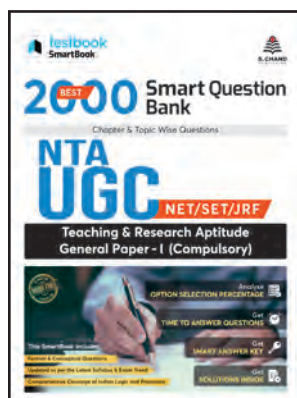 testbook
SmartBook
S. CHAND
BEST
2000 Smart Question
Bank
Chapter & Topic Wise Questions
NTA
UGC
NET/SET/JRF
Teaching & Research Aptitude
General Paper - I (Compulsory)
Analyse
OPTION SELECTION PERCENTAGE
Get
TIME TO ANSWER QUESTIONS
Get
SMART ANSWER KEY
Get
SOLUTIONS INSIDE
This SmartBook Includes
Factual & Conceptual Questions
Updated as per the Latest Syllabus & Exam Trend
Comprehensive Coverage of Indian Logic and Pramanas